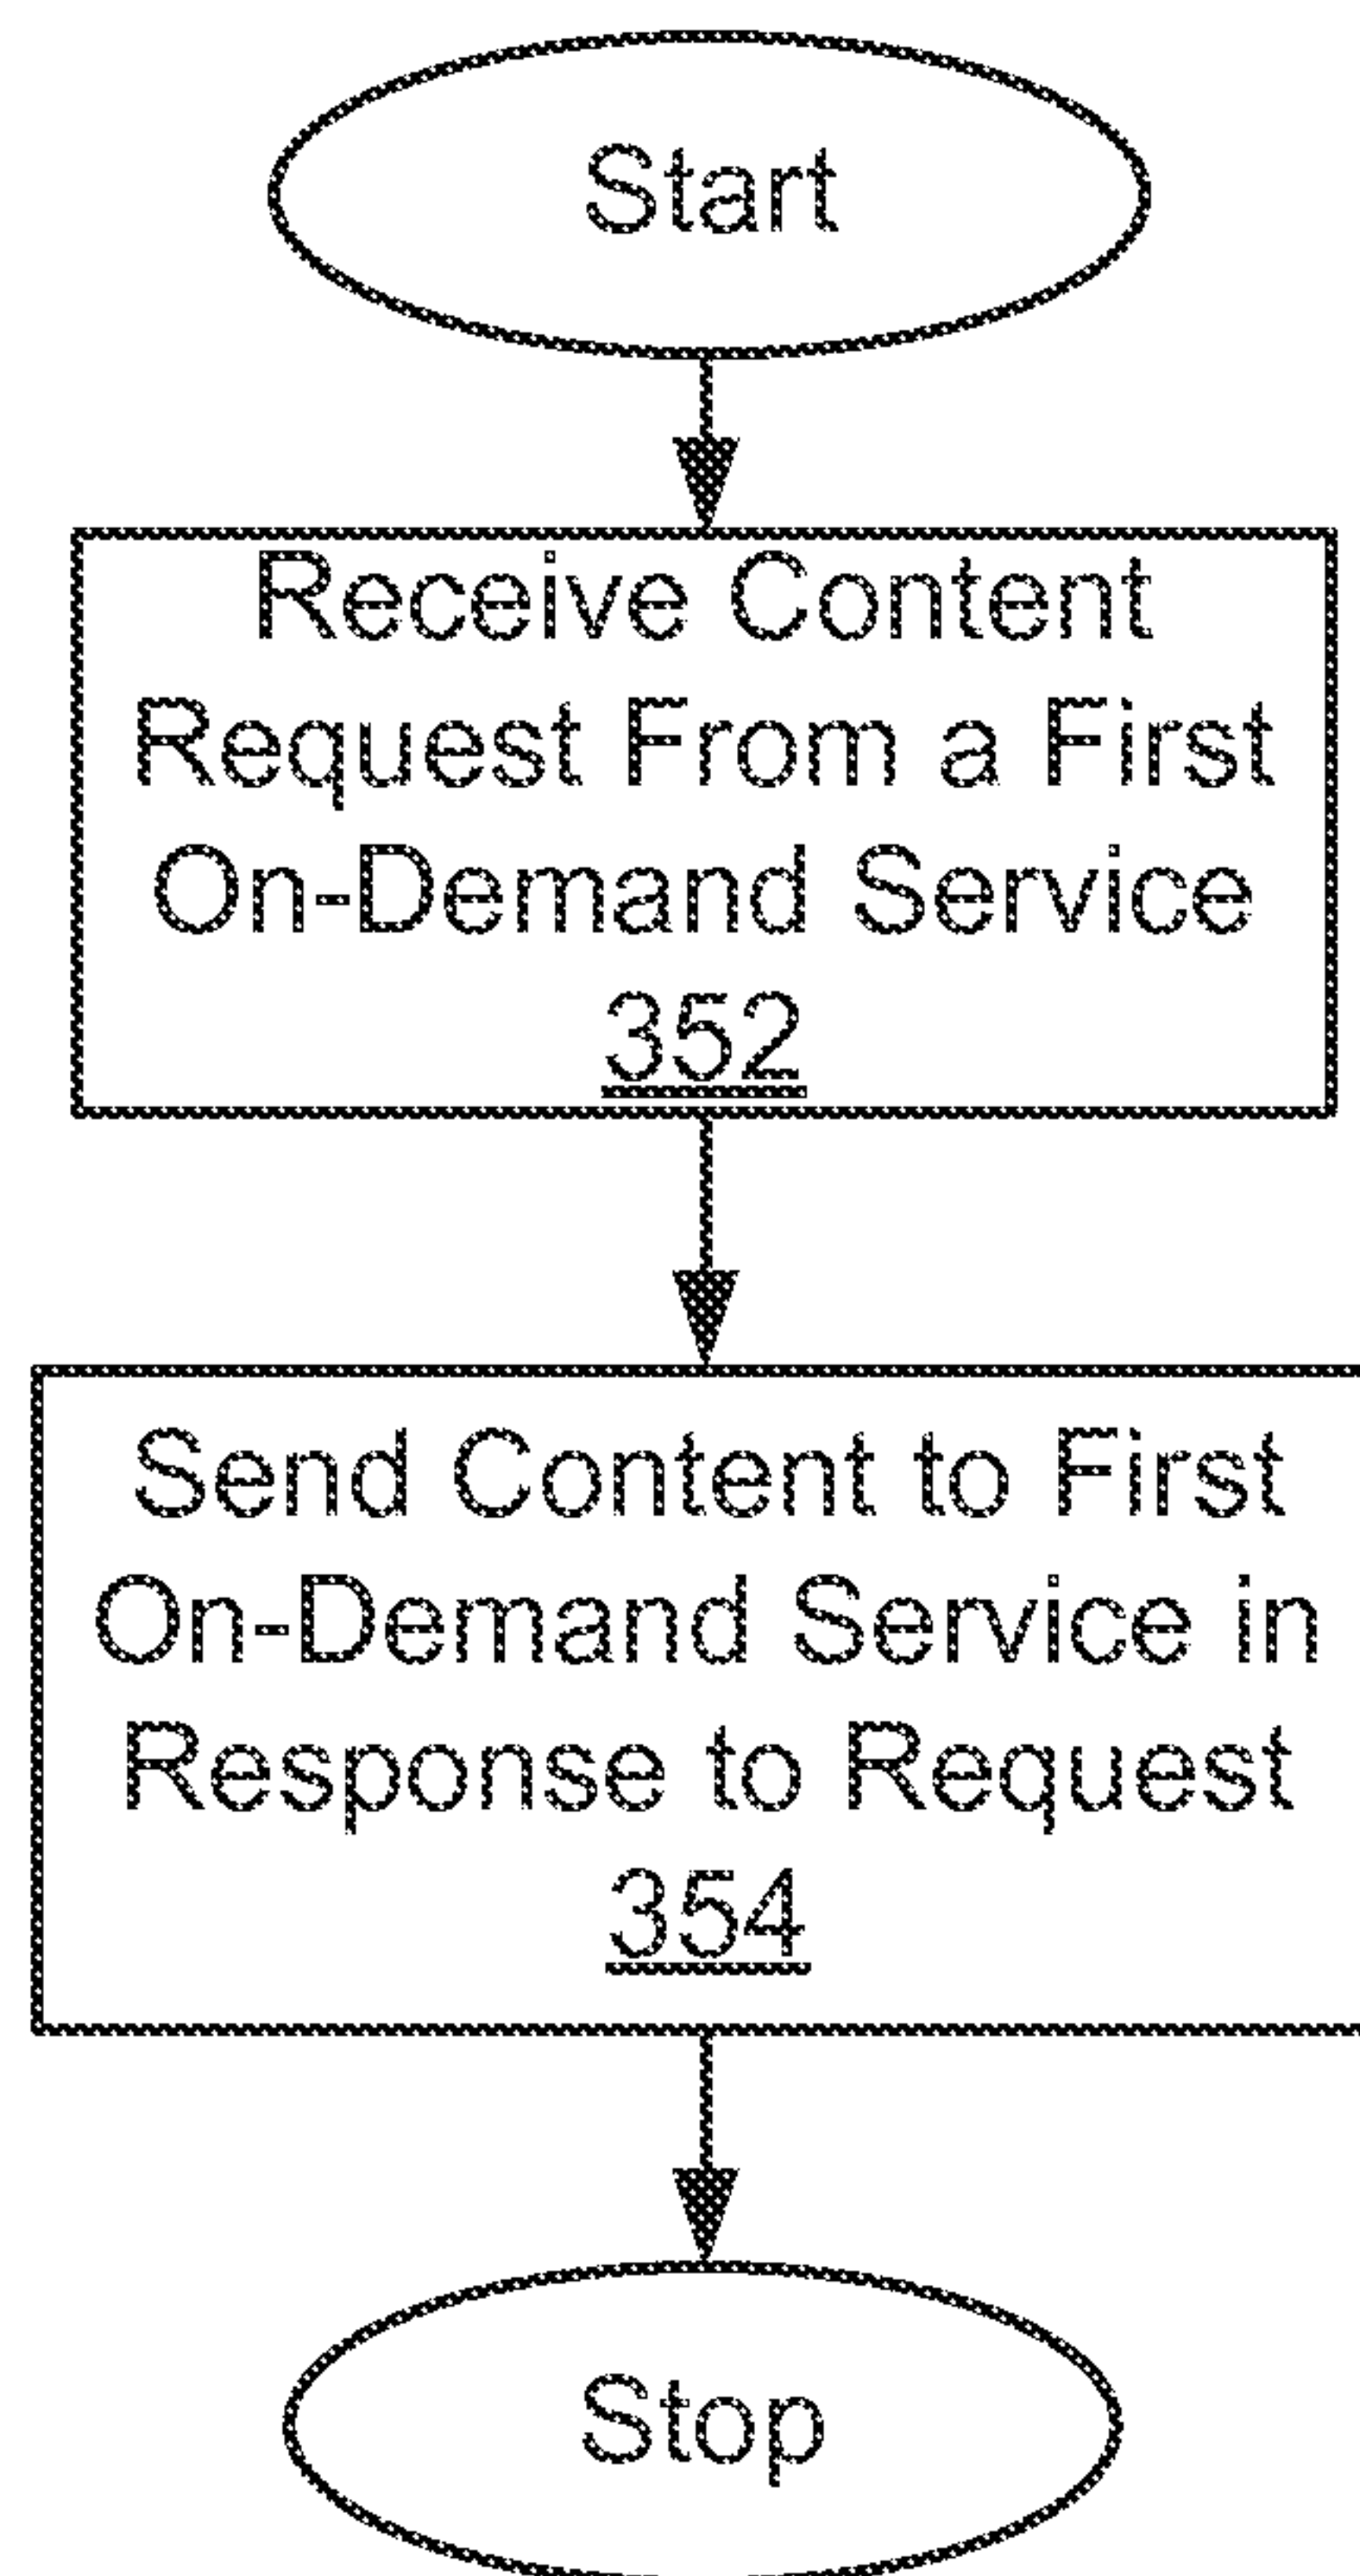 Start
Receive Content
Request From a First
On-Demand Service
352
Send Content to First
On-Demand Service in
Response to Request
354
Stop